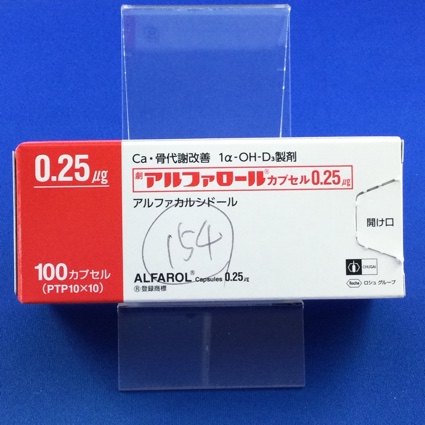 0.25μg
100カプセル
(PTP10×10)
Ca・骨代謝改善 1α-OH-D₃製剤
劇 アルファロール®カプセル0.25μg
アルファカルシドール
154
ALFAROL® Capsules 0.25μg
®登録商標
開け口
CHUGAI
Roche ロシュ グループ